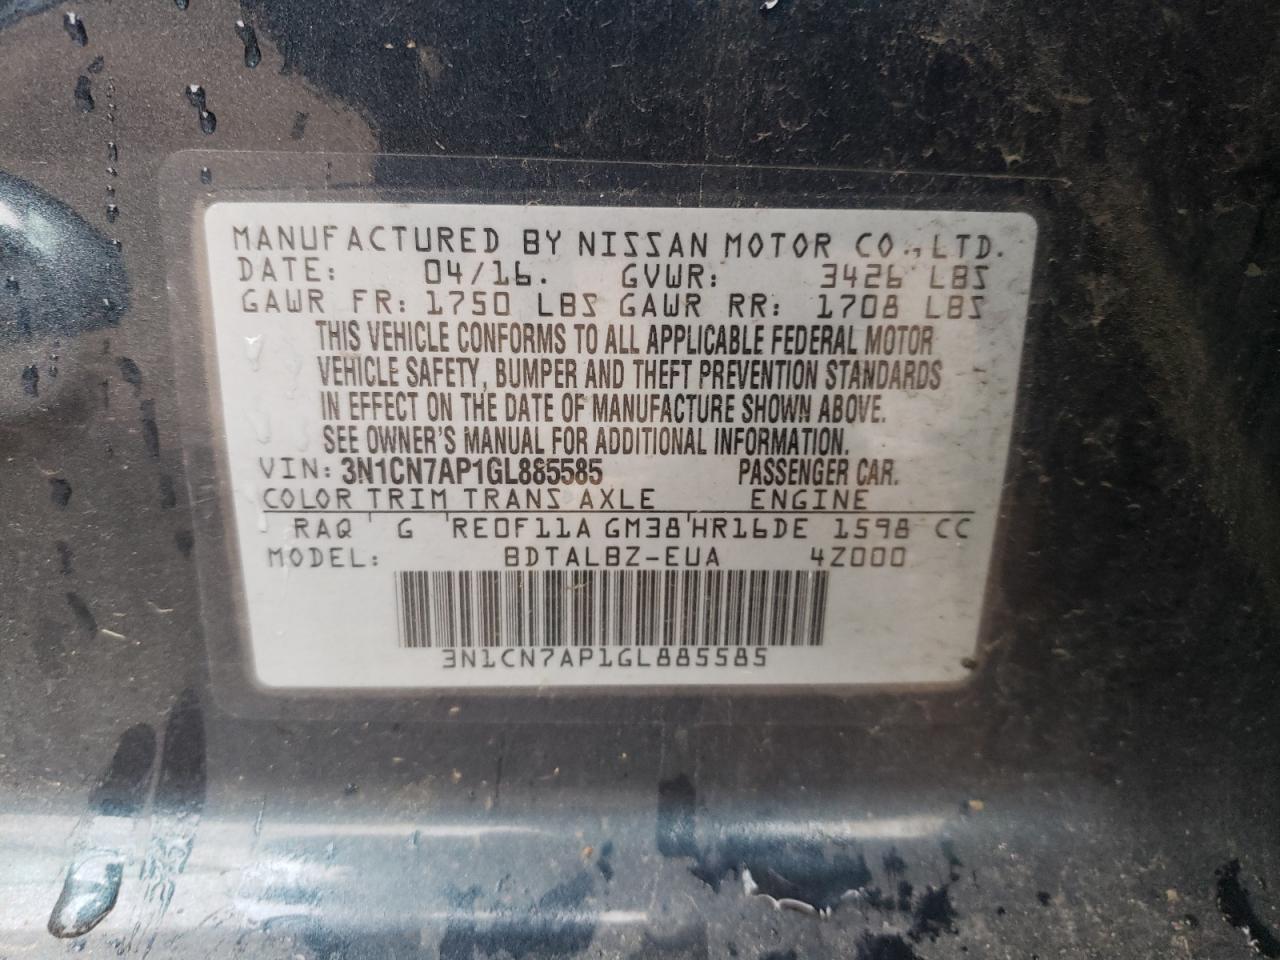 MANUFACTURED BY NISSAN MOTOR CO., LTD.
DATE: 04/16. GVWR: 3426 LBS
GAWR FR: 1750 LBS GAWR RR: 1708 LBS
THIS VEHICLE CONFORMS TO ALL APPLICABLE FEDERAL MOTOR
VEHICLE SAFETY, BUMPER AND THEFT PREVENTION STANDARDS
IN EFFECT ON THE DATE OF MANUFACTURE SHOWN ABOVE.
SEE OWNER'S MANUAL FOR ADDITIONAL INFORMATION.
VIN: 3N1CN7AP1GL885585 PASSENGER CAR.
COLOR TRIM TRANS AXLE ENGINE
RAQ G RE0F11A GM38 HR16DE 1598 CC
MODEL: BDTALBZ-EUA 4Z000
3N1CN7AP1GL885585